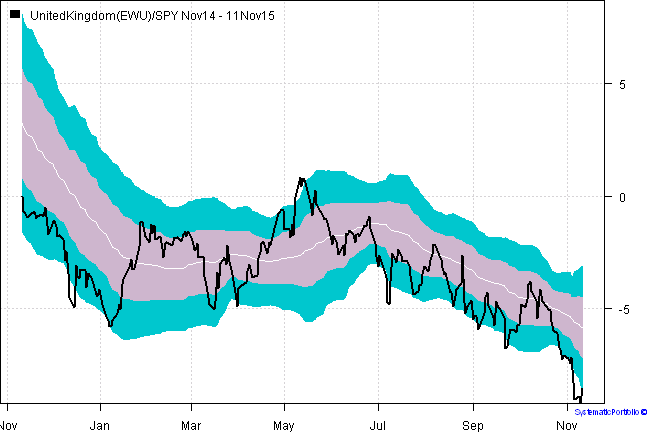 UnitedKingdom(EWU)/SPY Nov14 - 11Nov15
5
0
-5
Nov Jan Mar May Jul Sep Nov
SystematicPortfolio ©